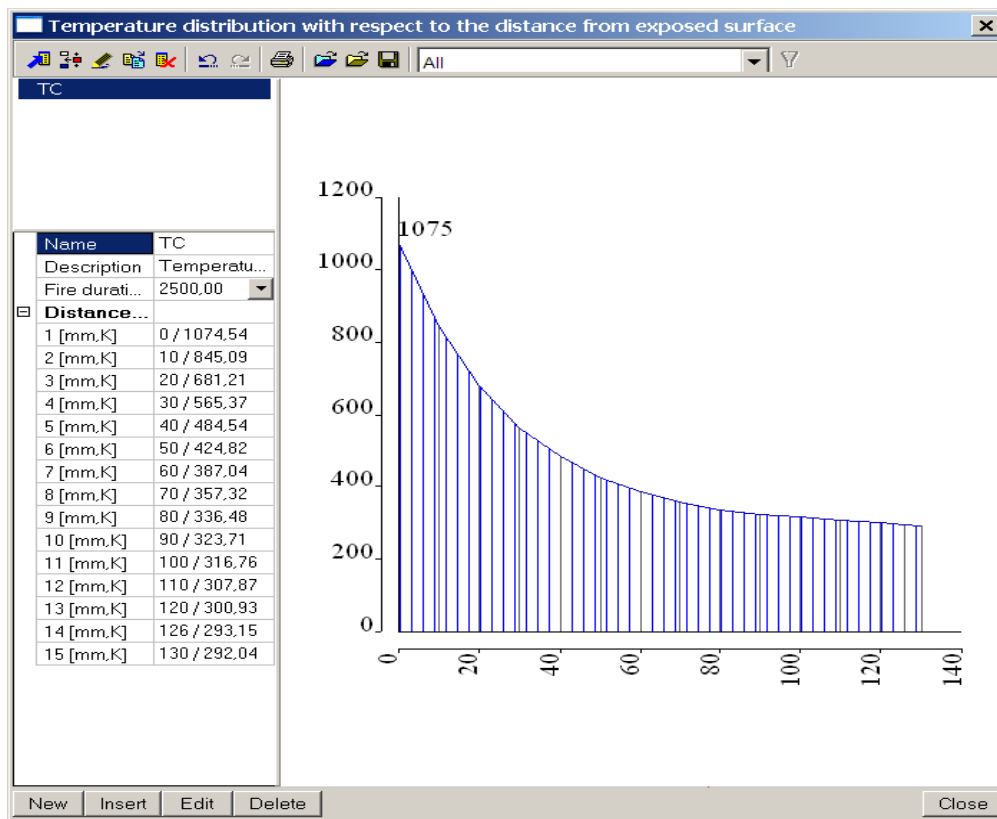 Temperature distribution with respect to the distance from exposed surface
All
TC
Name TC
Description Temperatu...
Fire durati... 2500,00
Distance...
1 [mm,K] 0 / 1074,54
2 [mm,K] 10 / 845,09
3 [mm,K] 20 / 681,21
4 [mm,K] 30 / 565,37
5 [mm,K] 40 / 484,54
6 [mm,K] 50 / 424,82
7 [mm,K] 60 / 387,04
8 [mm,K] 70 / 357,32
9 [mm,K] 80 / 336,48
10 [mm,K] 90 / 323,71
11 [mm,K] 100 / 316,76
12 [mm,K] 110 / 307,87
13 [mm,K] 120 / 300,93
14 [mm,K] 126 / 293,15
15 [mm,K] 130 / 292,04
1200
1075
1000
800
600
400
200
0
0 20 40 60 80 100 120 140
New Insert Edit Delete Close